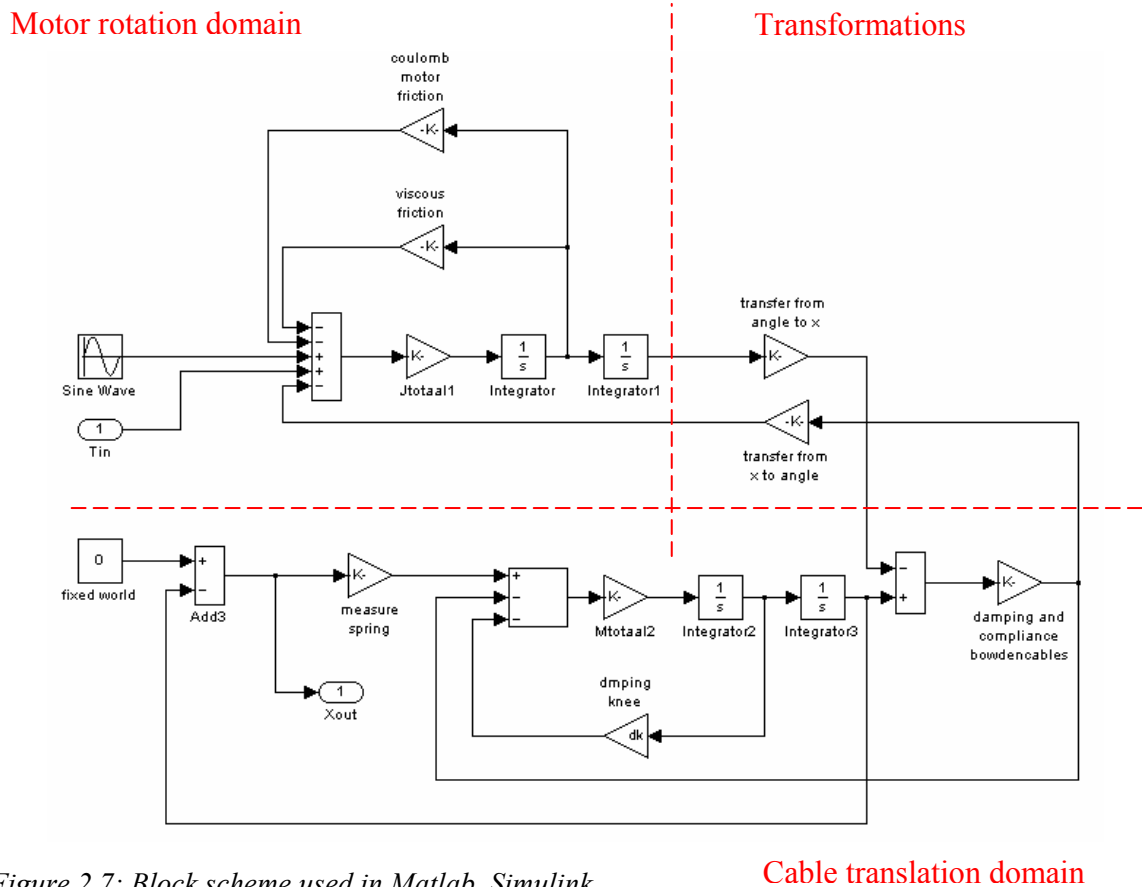 Motor rotation domain
Transformations
coulomb
motor
friction
-K-
viscous
friction
-K-
transfer from
angle to x
Sine Wave
−
−
+
+
−
K-
Jtotaal1
1
s
Integrator
1
s
Integrator1
K-
1
Tin
-K-
transfer from
x to angle
0
fixed world
+
−
Add3
K-
measure
spring
+
−
−
K-
Mtotaal2
1
s
Integrator2
1
s
Integrator3
−
+
K-
damping and
compliance
bowdencables
1
Xout
dmping
knee
dk
Cable translation domain
Figure 2.7: Block scheme used in Matlab, Simulink